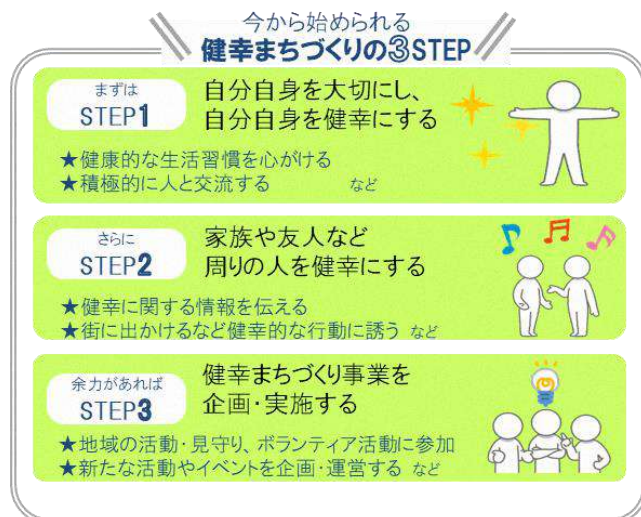 今から始められる
健幸まちづくりの③STEP
まずは
STEP1
自分自身を大切にし、
自分自身を健幸にする
★健康的な生活習慣を心がける
★積極的に人と交流する など
さらに
STEP2
家族や友人など
周りの人を健幸にする
★健幸に関する情報を伝える
★街に出かけるなど健幸的な行動に誘う など
余力があれば
STEP3
健幸まちづくり事業を
企画・実施する
★地域の活動・見守り、ボランティア活動に参加
★新たな活動やイベントを企画・運営する など